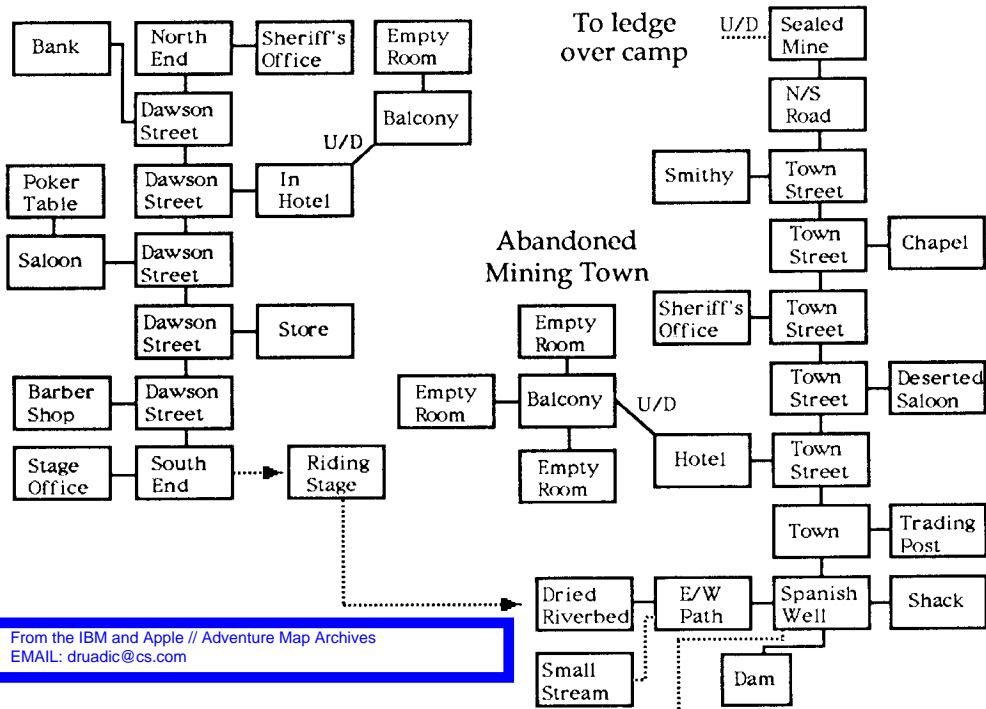 To ledge
over camp
U/D
Sealed
Mine
Bank
North
End
Sheriff's
Office
Empty
Room
N/S
Road
Dawson
Street
Balcony
U/D
Smithy
Town
Street
Poker
Table
Dawson
Street
In
Hotel
Town
Street
Chapel
Saloon
Dawson
Street
Abandoned
Mining Town
Sheriff's
Office
Town
Street
Dawson
Street
Store
Empty
Room
Town
Street
Deserted
Saloon
Barber
Shop
Dawson
Street
Empty
Room
Balcony
U/D
Stage
Office
South
End
Riding
Stage
Empty
Room
Hotel
Town
Street
Town
Trading
Post
Dried
Riverbed
E/W
Path
Spanish
Well
Shack
From the IBM and Apple // Adventure Map Archives
EMAIL: druadic@cs.com
Small
Stream
Dam